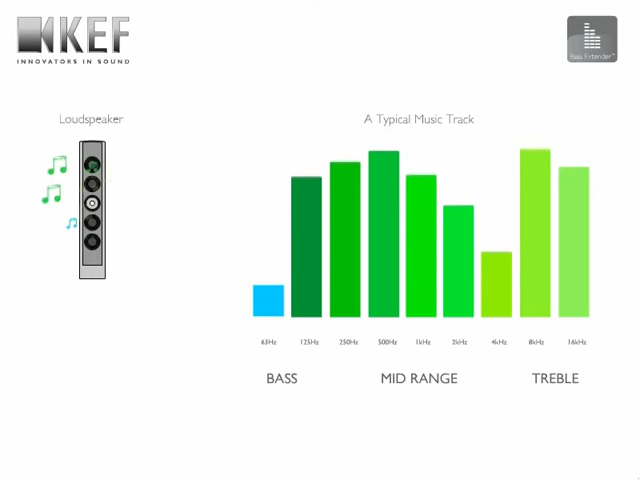 KEF
INNOVATORS IN SOUND
Bass Extender™
Loudspeaker
A Typical Music Track
63Hz 125Hz 250Hz 500Hz 1kHz 2kHz 4kHz 8kHz 16kHz
BASS MID RANGE TREBLE